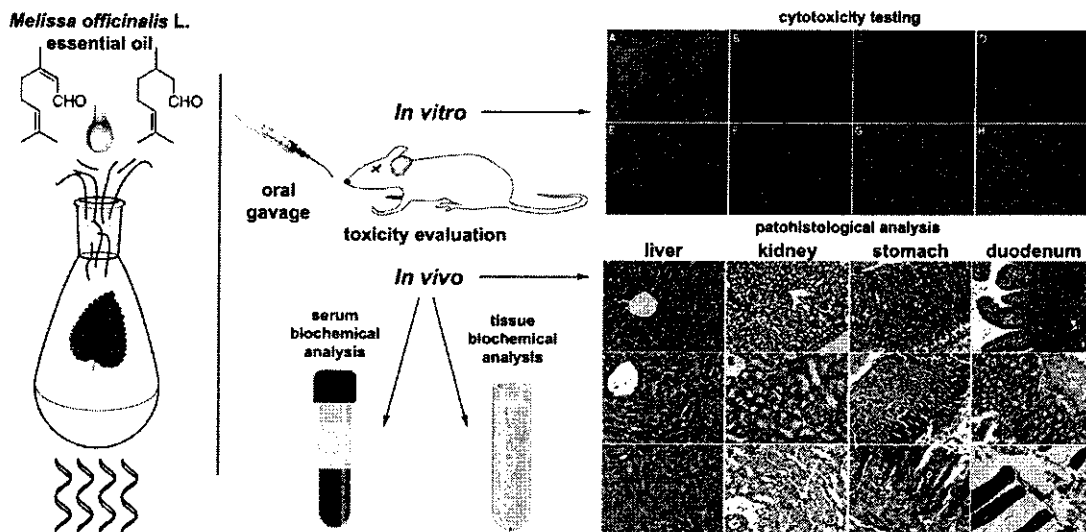 Melissa officinalis L.
essential oil
CHO
CHO
oral
gavage
In vitro
toxicity evaluation
In vivo
serum
biochemical
analysis
tissue
biochemical
analysis
cytotoxicity testing
A
B
C
D
E
F
G
H
patohistological analysis
liver kidney stomach duodenum